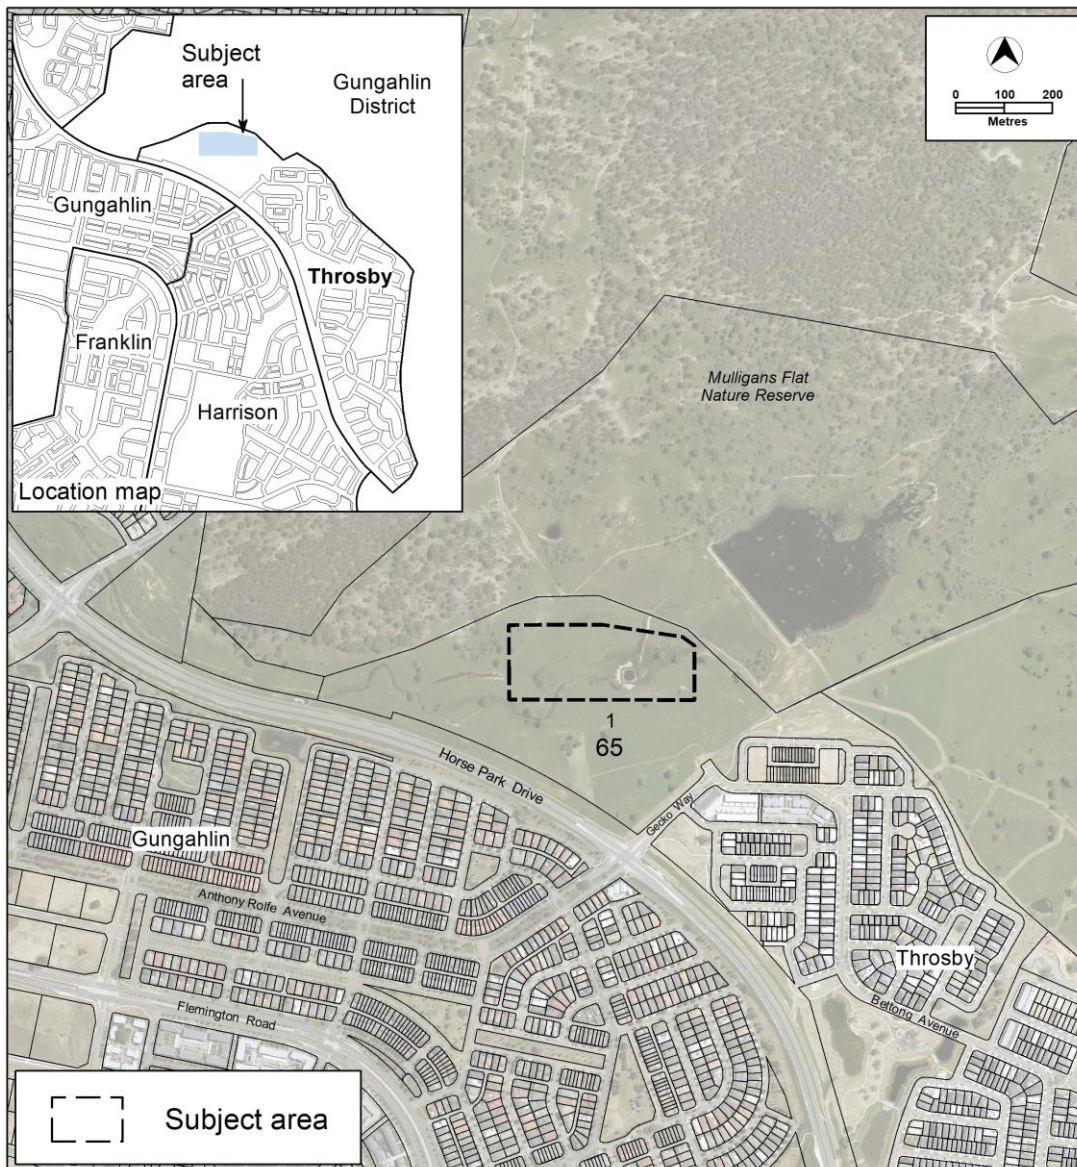 Subject
area
Gungahlin
District
Gungahlin
Throsby
Franklin
Harrison
Location map
0 100 200
Metres
Mulligans Flat
Nature Reserve
1
65
Horse Park Drive
Gecko Way
Gungahlin
Anthony Rolfe Avenue
Throsby
Bettong Avenue
Flemington Road
Subject area